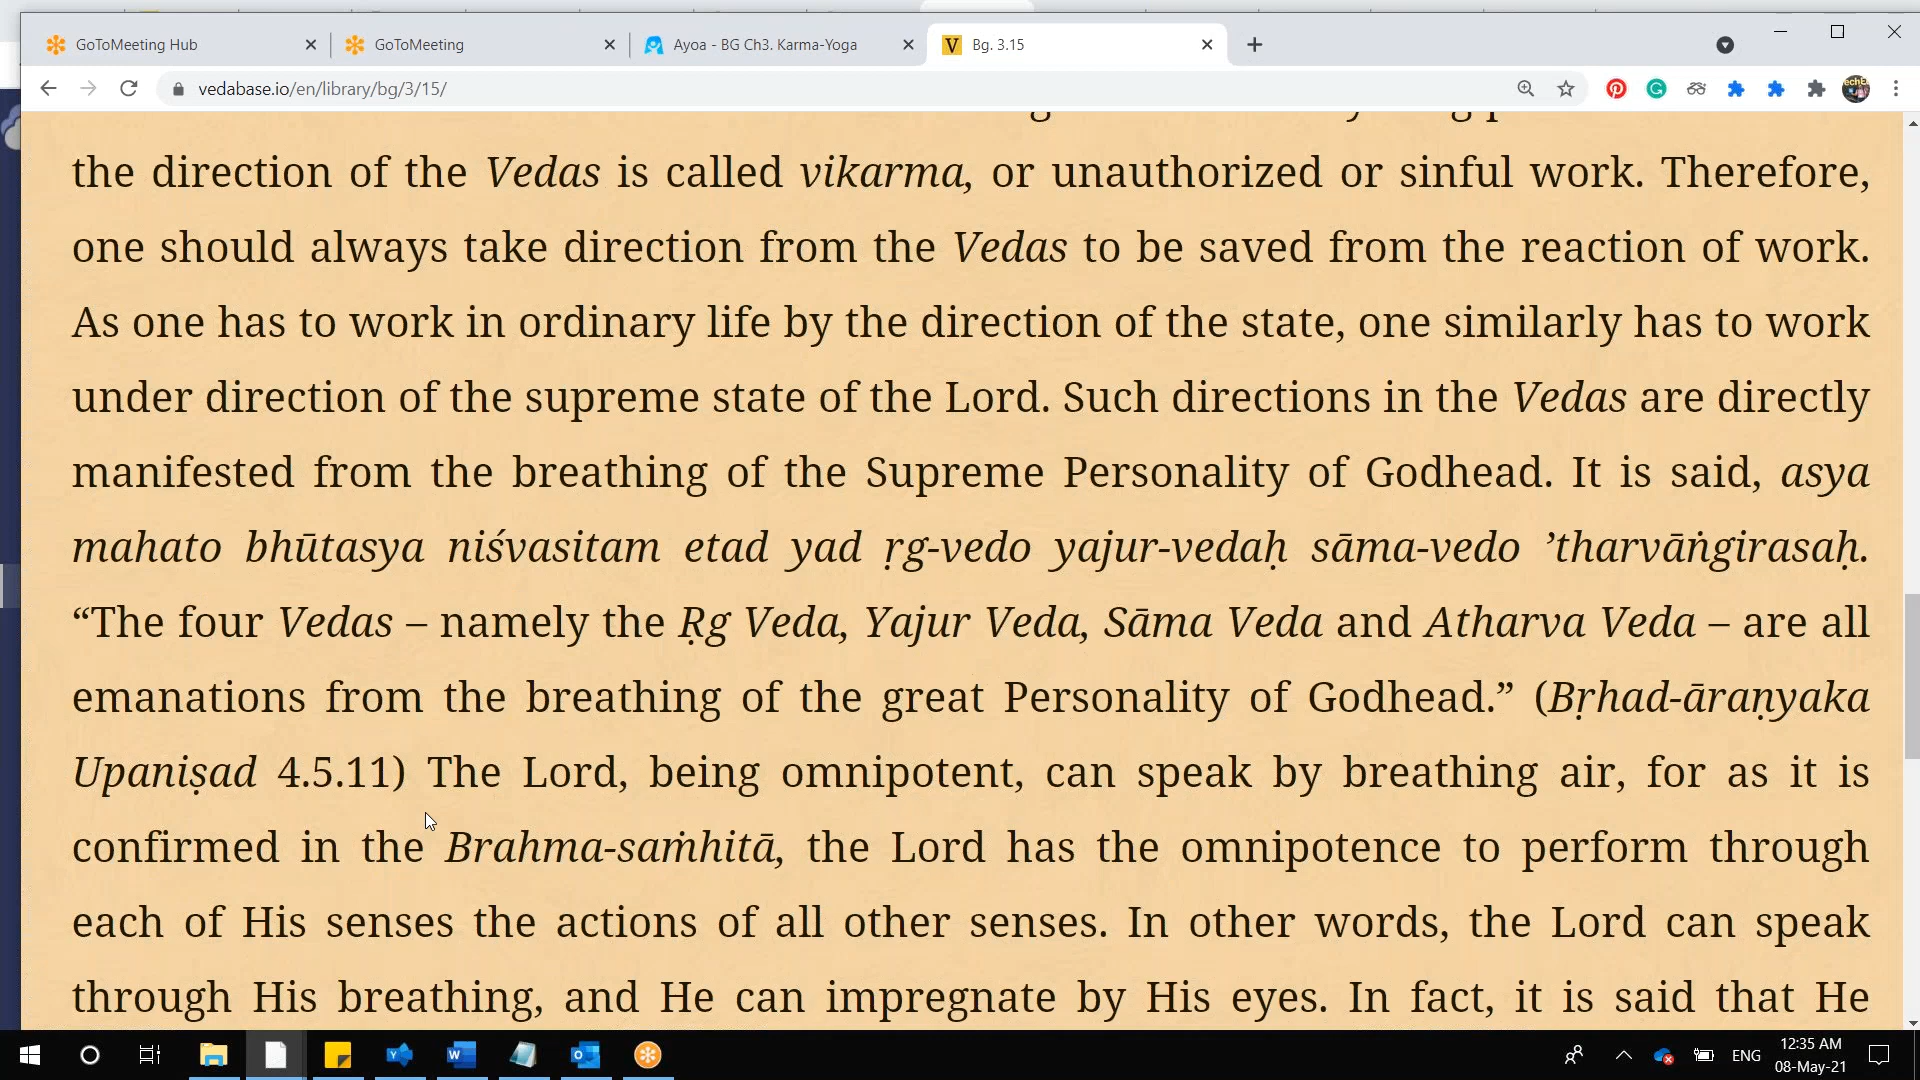 GoToMeeting Hub
GoToMeeting
Ayoa - BG Ch3. Karma-Yoga
Bg. 3.15
vedabase.io/en/library/bg/3/15/
the direction of the Vedas is called vikarma, or unauthorized or sinful work. Therefore,
one should always take direction from the Vedas to be saved from the reaction of work.
As one has to work in ordinary life by the direction of the state, one similarly has to work
under direction of the supreme state of the Lord. Such directions in the Vedas are directly
manifested from the breathing of the Supreme Personality of Godhead. It is said, asya
mahato bhūtasya niśvasitam etad yad ṛg-vedo yajur-vedaḥ sāma-vedo ’tharvāṅgirasaḥ.
“The four Vedas – namely the Ṛg Veda, Yajur Veda, Sāma Veda and Atharva Veda – are all
emanations from the breathing of the great Personality of Godhead.” (Bṛhad-āraṇyaka
Upaniṣad 4.5.11) The Lord, being omnipotent, can speak by breathing air, for as it is
confirmed in the Brahma-saṁhitā, the Lord has the omnipotence to perform through
each of His senses the actions of all other senses. In other words, the Lord can speak
through His breathing, and He can impregnate by His eyes. In fact, it is said that He
ENG
12:35 AM
08-May-21